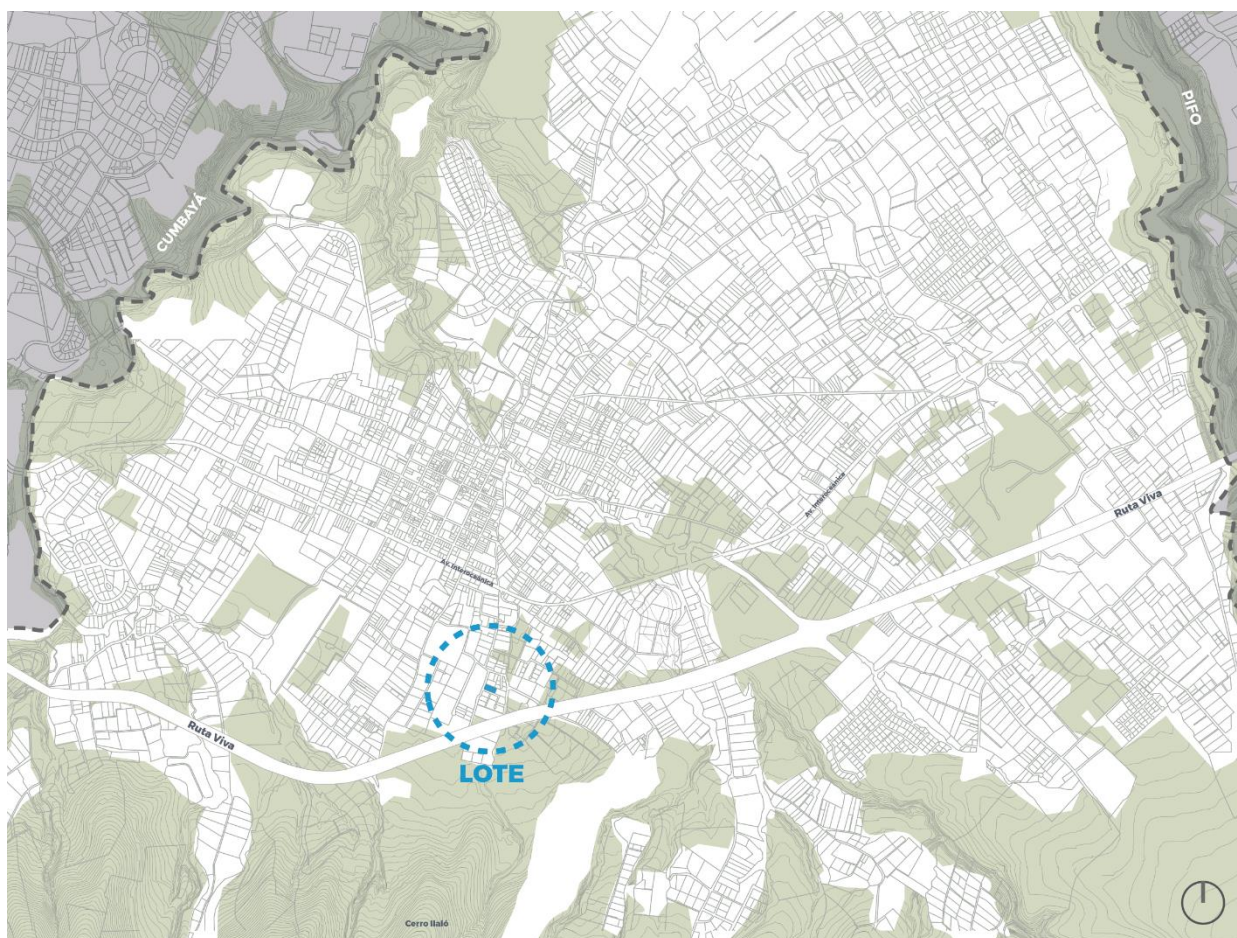 PIFO
CUMBAYÁ
Av. Interoceánica
Ruta Viva
Av. Interoceánica
Ruta Viva
LOTE
Cerro Ilaló